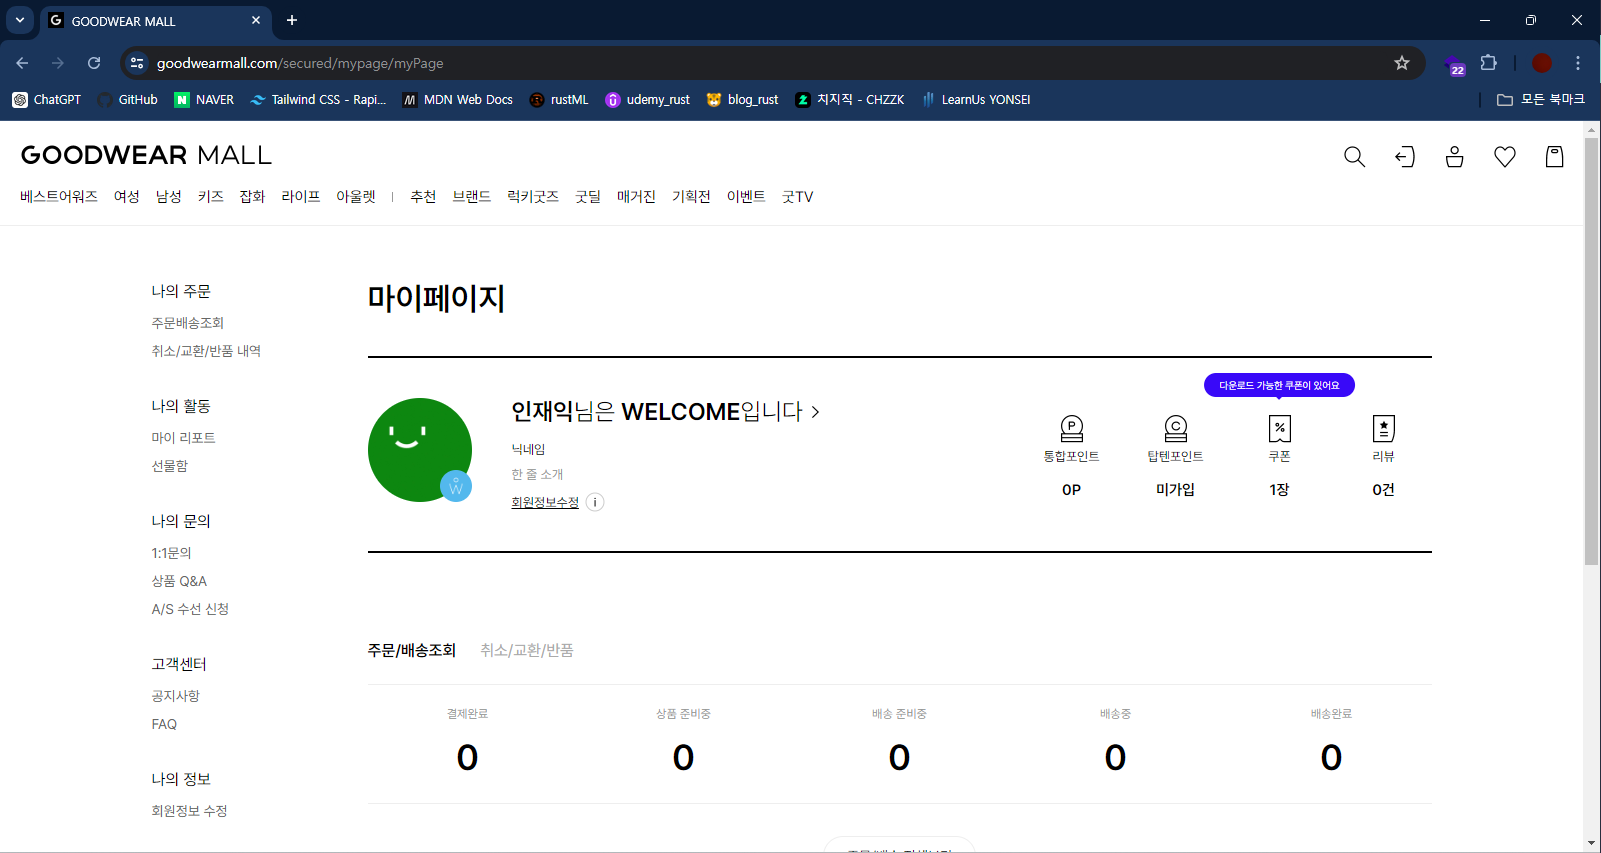 GOODWEAR MALL
goodwearmall.com/secured/mypage/myPage
22
ChatGPT GitHub NAVER Tailwind CSS - Rapi... MDN Web Docs rustML udemy_rust blog_rust 치지직 - CHZZK LearnUs YONSEI 모든 북마크
GOODWEAR MALL
베스트어워즈 여성 남성 키즈 잡화 라이프 아울렛 | 추천 브랜드 럭키굿즈 굿딜 매거진 기획전 이벤트 굿TV
나의 주문
주문배송조회
취소/교환/반품 내역
나의 활동
마이 리포트
선물함
나의 문의
1:1문의
상품 Q&A
A/S 수선 신청
고객센터
공지사항
FAQ
나의 정보
회원정보 수정
마이페이지
인재익님은 WELCOME입니다 >
닉네임
한 줄 소개
회원정보수정 i
W
다운로드 가능한 쿠폰이 있어요
P C %
통합포인트 탑텐포인트 쿠폰 리뷰
0P 미가입 1장 0건
주문/배송조회 취소/교환/반품
결제완료 상품 준비중 배송 준비중 배송중 배송완료
0 0 0 0 0